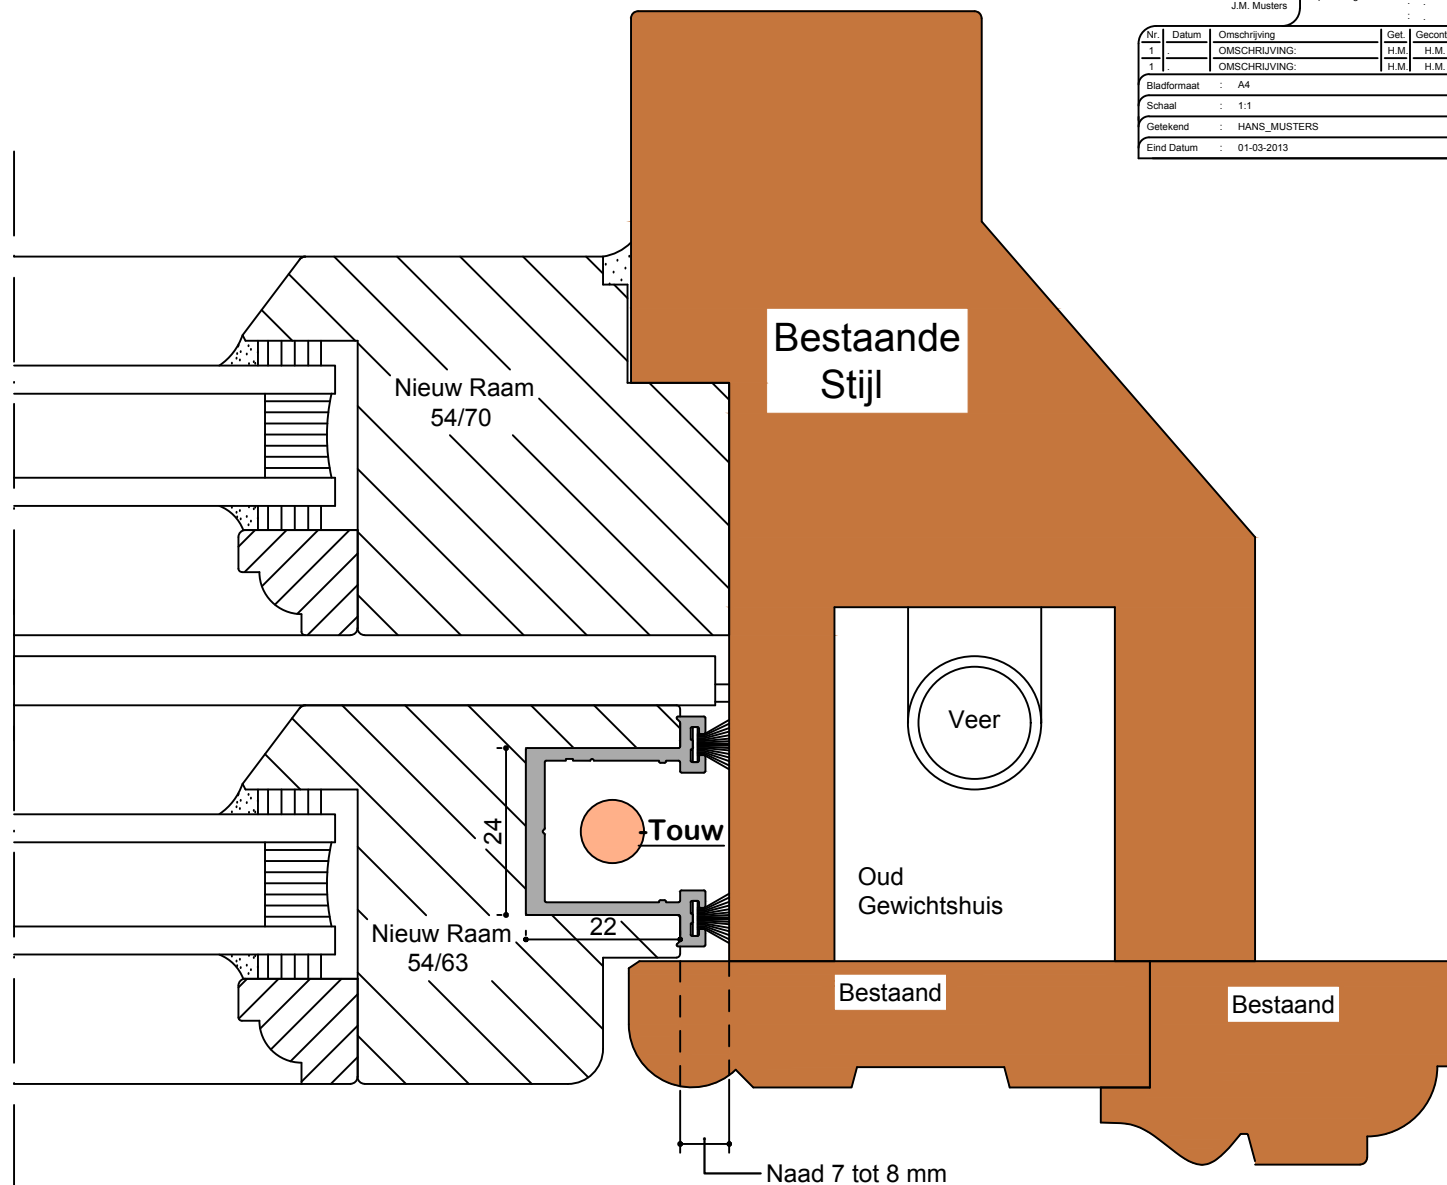 J.M. Musters
Nr. Datum Omschrijving Get. Gecont
1 . OMSCHRIJVING: H.M. H.M.
1 . OMSCHRIJVING: H.M. H.M.
Bladformaat : A4
Schaal : 1:1
Getekend : HANS_MUSTERS
Eind Datum : 01-03-2013
Bestaande
Stijl
Nieuw Raam
54/70
Veer
24
Touw
Oud
Gewichtshuis
22
Nieuw Raam
54/63
Bestaand
Bestaand
Naad 7 tot 8 mm